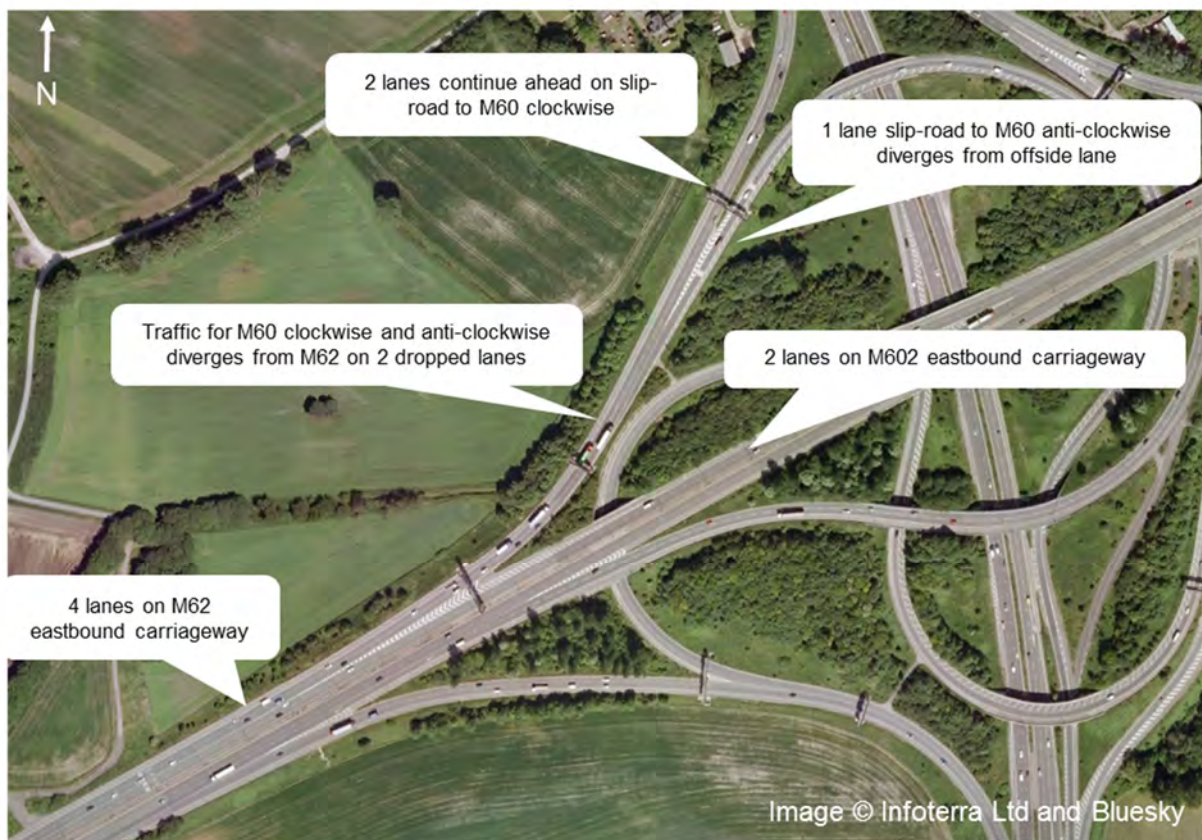 N
2 lanes continue ahead on slip-
road to M60 clockwise
1 lane slip-road to M60 anti-clockwise
diverges from offside lane
Traffic for M60 clockwise and anti-clockwise
diverges from M62 on 2 dropped lanes
2 lanes on M602 eastbound carriageway
4 lanes on M62
eastbound carriageway
Image © Infoterra Ltd and Bluesky